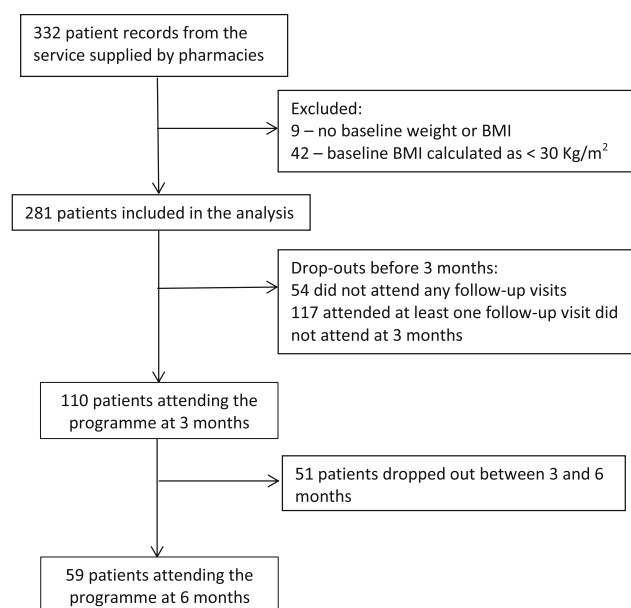 332 patient records from the
service supplied by pharmacies
Excluded:
9 – no baseline weight or BMI
42 – baseline BMI calculated as < 30 Kg/m²
281 patients included in the analysis
Drop-outs before 3 months:
54 did not attend any follow-up visits
117 attended at least one follow-up visit did
not attend at 3 months
110 patients attending the
programme at 3 months
51 patients dropped out between 3 and 6
months
59 patients attending the
programme at 6 months